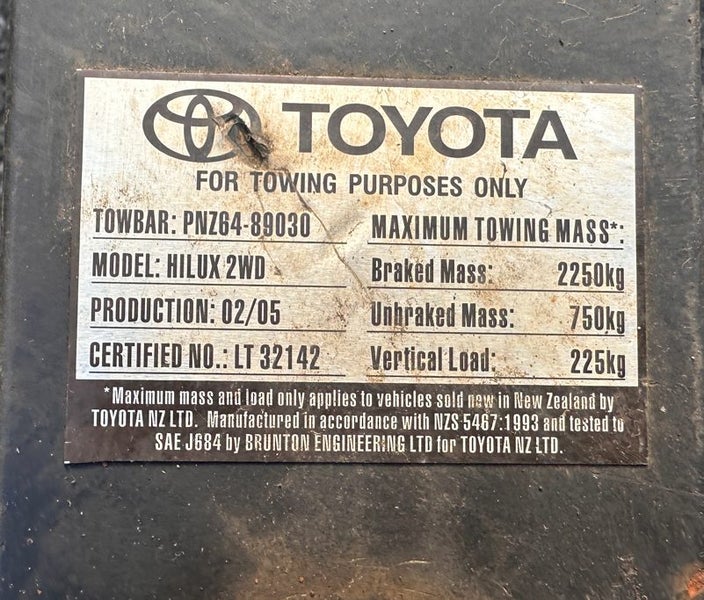 TOYOTA
FOR TOWING PURPOSES ONLY
TOWBAR: PNZ64-89030
MODEL: HILUX 2WD
PRODUCTION: 02/05
CERTIFIED NO.: LT 32142
MAXIMUM TOWING MASS*:
Braked Mass: 2250kg
Unbraked Mass: 750kg
Vertical Load: 225kg
*Maximum mass and load only applies to vehicles sold new in New Zealand by
TOYOTA NZ LTD. Manufactured in accordance with NZS 5467:1993 and tested to
SAE J684 by BRUNTON ENGINEERING LTD for TOYOTA NZ LTD.